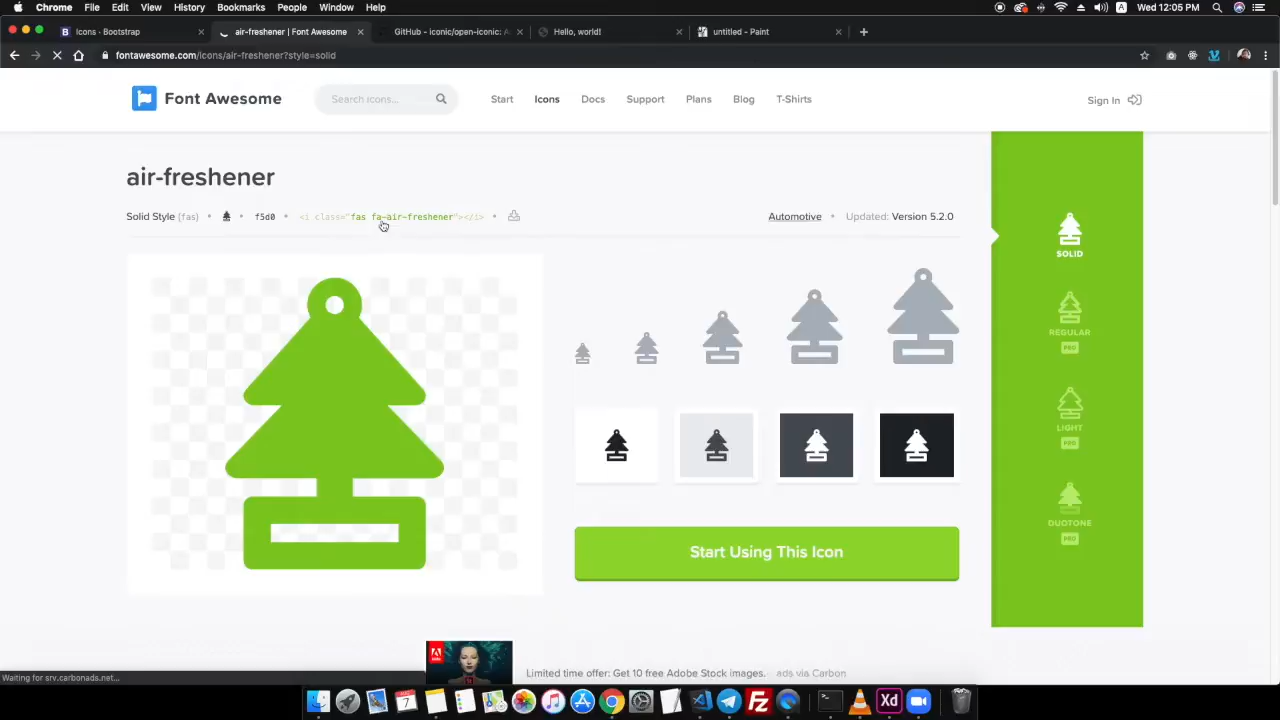 Chrome File Edit View History Bookmarks People Window Help A Wed 12:05 PM
Icons · Bootstrap
air-freshener | Font Awesome
GitHub - iconic/open-iconic: A
Hello, world!
untitled - Paint
fontawesome.com/icons/air-freshener?style=solid
Font Awesome
Search icons...
Start Icons Docs Support Plans Blog T-Shirts
Sign In
air-freshener
Solid Style (fas) • • f5d0 • <i class="fas fa-air-freshener"></i> •
Automotive • Updated: Version 5.2.0
SOLID
REGULAR
PRO
LIGHT
PRO
DUOTONE
PRO
Start Using This Icon
Limited time offer: Get 10 free Adobe Stock images. ads via Carbon
Waiting for srv.carbonads.net...
7
Fz
Xd